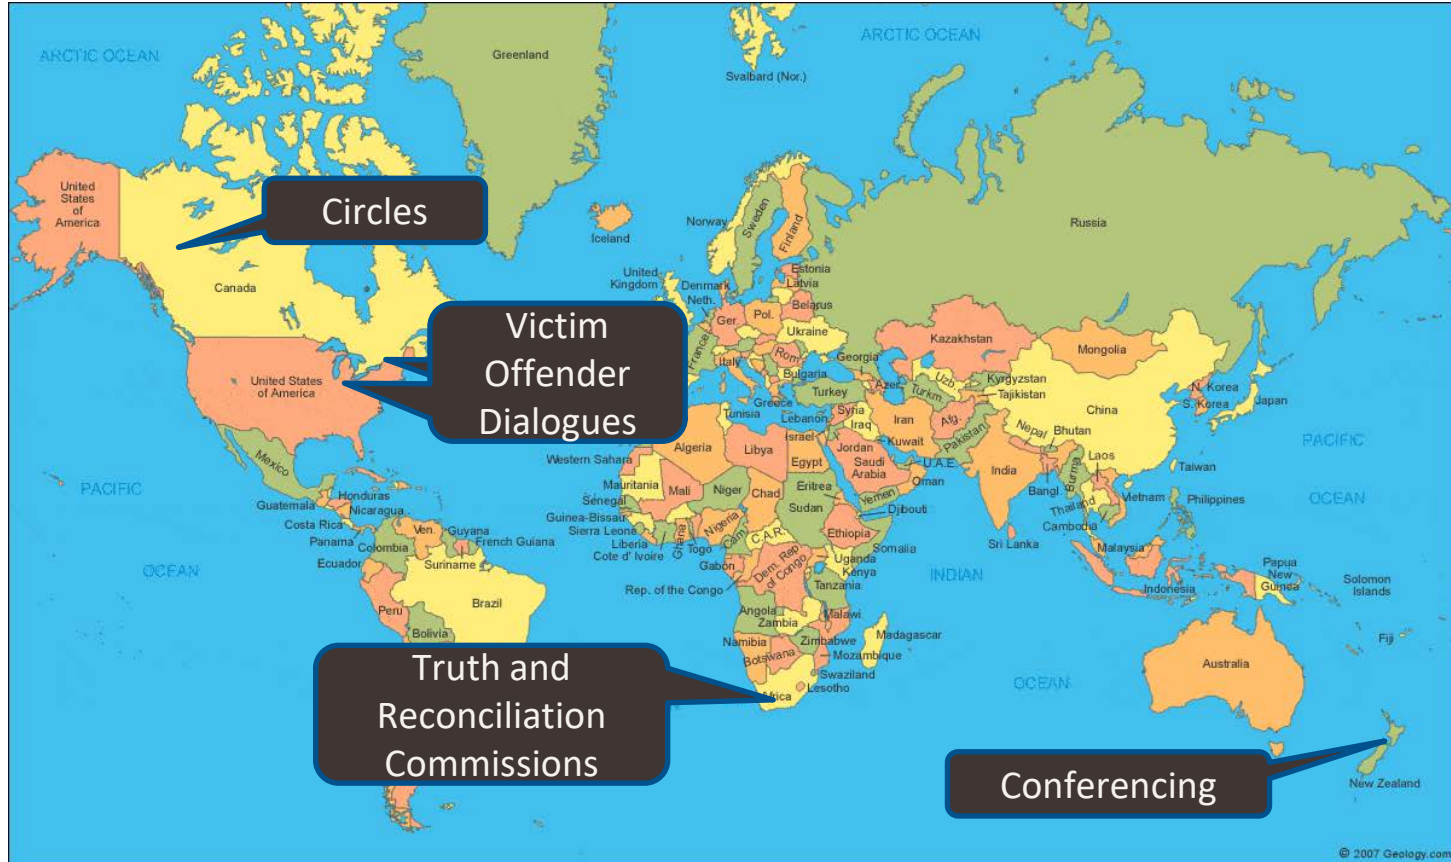 ARCTIC OCEAN
ARCTIC OCEAN
Greenland
Svalbard (Nor.)
United
States
of
America
Circles
Canada
Iceland
Norway
Sweden
Finland
Russia
United
Kingdom
Denmark
Neth.
Estonia
Latvia
Belarus
Ger.
Pol.
Ukraine
France
Rom.
Italy
Bulgaria
Georgia
Kazakhstan
Mongolia
Victim
Offender
Dialogues
United States
of America
Greece
Turkey
Azer.
Turkm.
Uzb.
Kyrgyzstan
Tajikistan
China
N. Korea
S. Korea
Japan
Tunisia
Lebanon
Syria
Iraq
Iran
Afg.
Pakistan
Nepal
Bhutan
Israel
Jordan
Kuwait
Algeria
Libya
Egypt
Saudi
Arabia
U.A.E.
Oman
India
Bangl.
Burma
Laos
Taiwan
PACIFIC
OCEAN
Western Sahara
Mauritania
Mali
Niger
Chad
Sudan
Eritrea
Yemen
Djibouti
Thailand
Vietnam
Cambodia
Philippines
Mexico
PACIFIC
OCEAN
Guatemala
Honduras
Nicaragua
Costa Rica
Panama
Ven.
Guyana
French Guiana
Suriname
Colombia
Ecuador
Peru
Brazil
Bolivia
Senegal
Guinea-Bissau
Sierra Leone
Liberia
Cote d' Ivoire
Ghana
Togo
Nigeria
Cam.
C.A.R.
Ethiopia
Somalia
Sri Lanka
Malaysia
Gabon
Rep. of the Congo
Dem. Rep
of Congo
Uganda
Kenya
Tanzania
INDIAN
OCEAN
Indonesia
Papua
New
Guinea
Solomon
Islands
Fiji
Angola
Zambia
Malawi
Namibia
Botswana
Zimbabwe
Mozambique
Madagascar
Swaziland
Lesotho
Africa
Australia
Truth and
Reconciliation
Commissions
Conferencing
New Zealand
© 2007 Geology.com